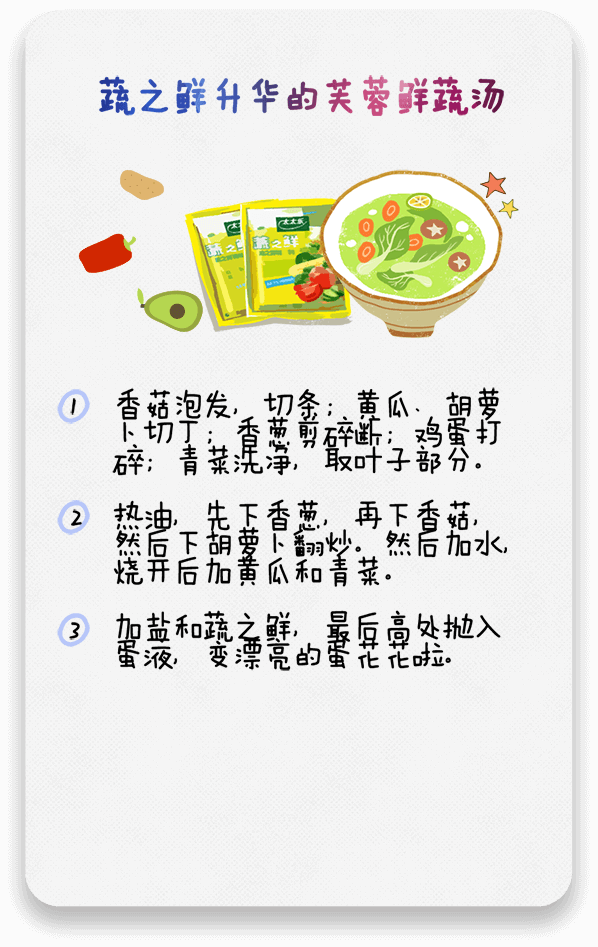 蔬之鲜升华的芙蓉鲜蔬汤
太太乐
蔬之鲜
太太乐
蔬之鲜
1
香菇泡发, 切条; 黄瓜、胡萝
卜切丁; 香葱剪碎断; 鸡蛋打
碎; 青菜洗净, 取叶子部分。
2
热油, 先下香葱, 再下香菇,
然后下胡萝卜翻炒。然后加水,
烧开后加黄瓜和青菜。
3
加盐和蔬之鲜, 最后高处抛入
蛋液, 变漂亮的蛋花花啦。